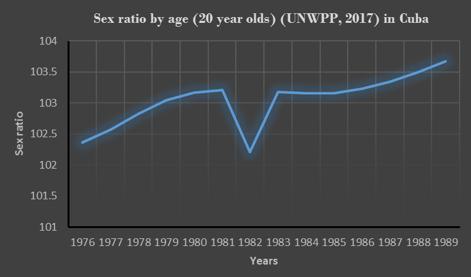 Sex ratio by age (20 year olds) (UNWPP, 2017) in Cuba
104
103.5
103
102.5
102
101.5
101
Sex ratio
1976 1977 1978 1979 1980 1981 1982 1983 1984 1985 1986 1987 1988 1989
Years